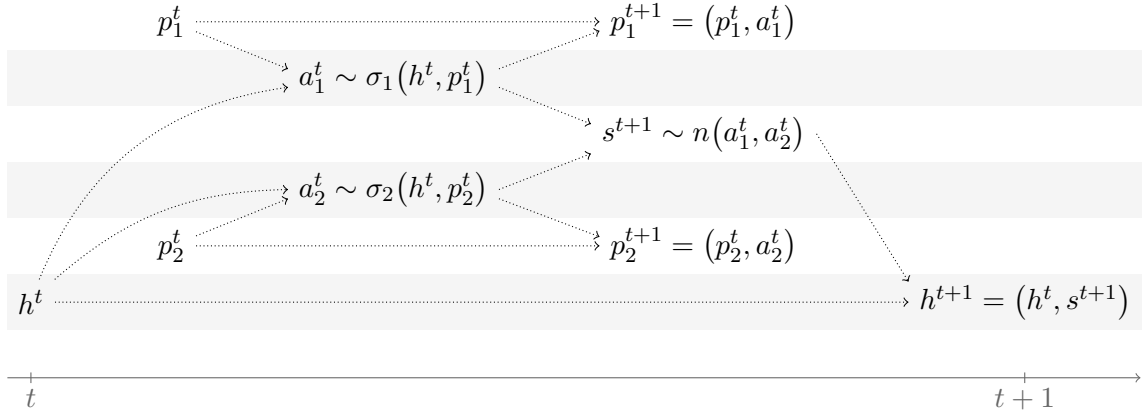 p_1^t p_1^{t+1} = (p_1^t, a_1^t)
a_1^t ∼ σ_1(h^t, p_1^t)
s^{t+1} ∼ n(a_1^t, a_2^t)
a_2^t ∼ σ_2(h^t, p_2^t)
p_2^t p_2^{t+1} = (p_2^t, a_2^t)
h^t h^{t+1} = (h^t, s^{t+1})
t t + 1